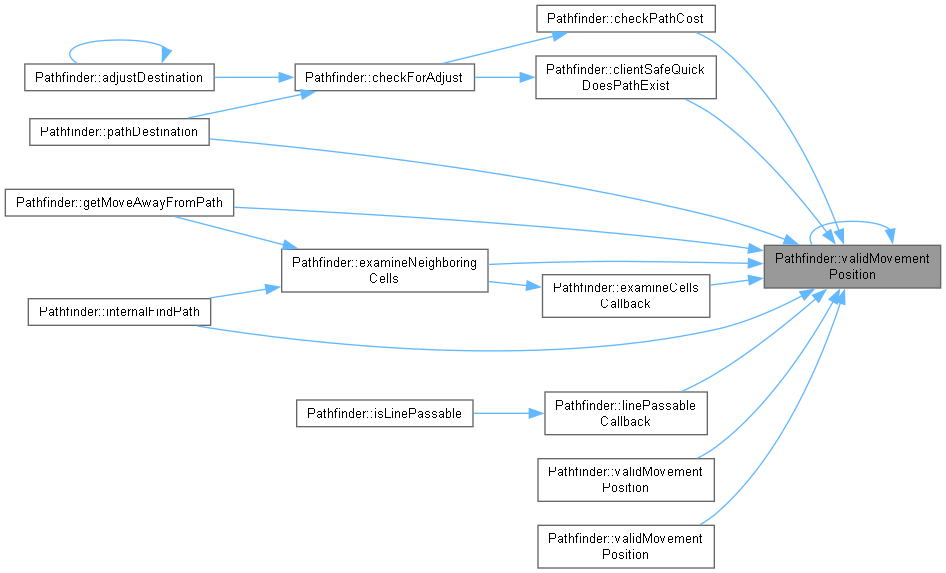 Pathfinder::checkPathCost
Pathfinder::clientSafeQuick
DoesPathExist
Pathfinder::adjustDestination
Pathfinder::checkForAdjust
Pathfinder::pathDestination
Pathfinder::getMoveAwayFromPath
Pathfinder::examineNeighboring
Cells
Pathfinder::validMovement
Position
Pathfinder::examineCells
Callback
Pathfinder::internalFindPath
Pathfinder::isLinePassable
Pathfinder::linePassable
Callback
Pathfinder::validMovement
Position
Pathfinder::validMovement
Position